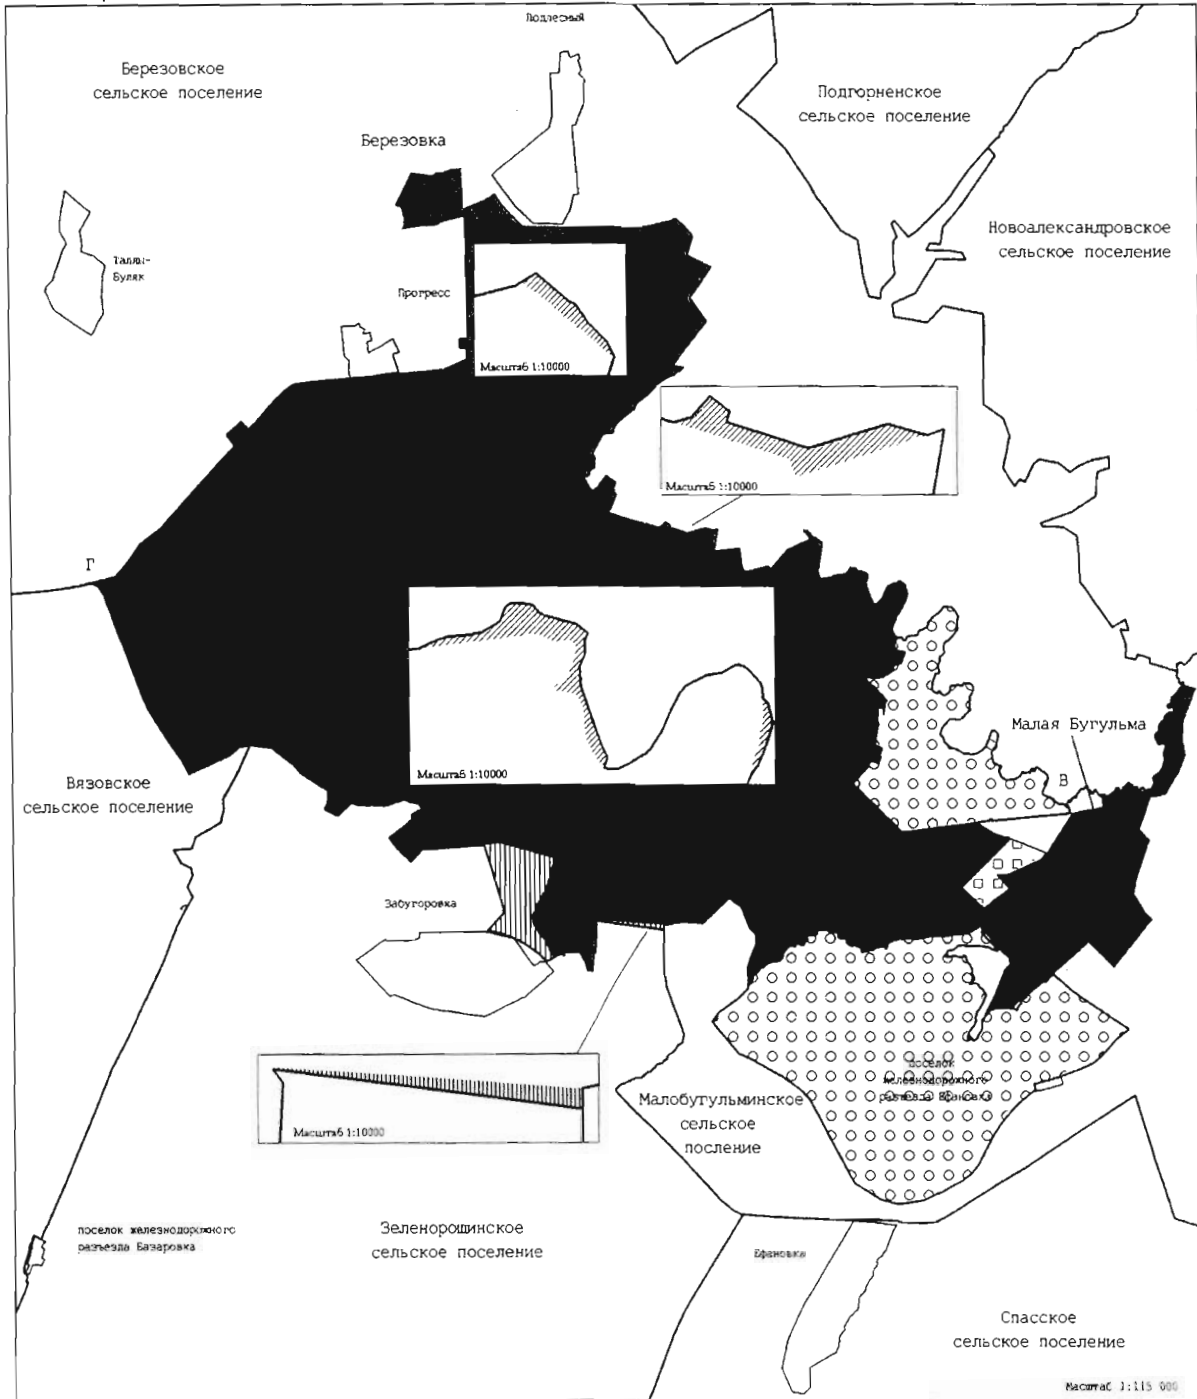 Подлесный
Березовское
сельское поселение
Подгорненское
сельское поселение
Березовка
Новоалександровское
сельское поселение
Таллы-
Буляк
Прогресс
Масштаб 1:10000
Масштаб 1:10000
Г
Малая Бугульма
Масштаб 1:10000
В
Вязовское
сельское поселение
Забугоровка
поселок
железнодорожного
разъезда Ефановка
Малобугульминское
сельское
посление
Масштаб 1:10000
поселок железнодорожного
разъезда Базаровка
Зеленорощинское
сельское поселение
Ефановка
Спасское
сельское поселение
Масштаб 1:115 000